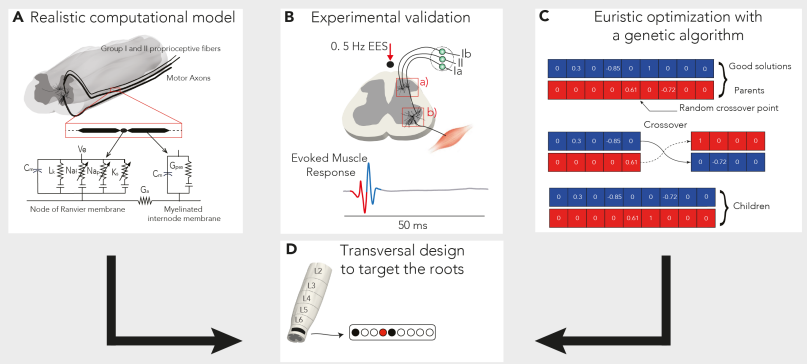 A Realistic computational model
Group I and II proprioceptive fibers
Motor Axons
Ve
Cm Lk Naf Nap Ks
Gpas
Cm
Ga
Node of Ranvier membrane
Myelinated
internode membrane
B Experimental validation
0. 5 Hz EES
Ib
II
Ia
a)
b)
Evoked Muscle
Response
50 ms
C Euristic optimization with
a genetic algorithm
0 0.3 0 -0.85 0 1 0 0 0
0 0 0 0 0.61 0 -0.72 0 0
Good solutions
Parents
Random crossover point
Crossover
0 0.3 0 -0.85 0
0 0 0 0 0.61
1 0 0 0
0 -0.72 0 0
0 0.3 0 -0.85 0 0 -0.72 0 0
0 0 0 0 0.61 1 0 0 0
Children
D Transversal design
to target the roots
L2
L3
L4
L5
L6